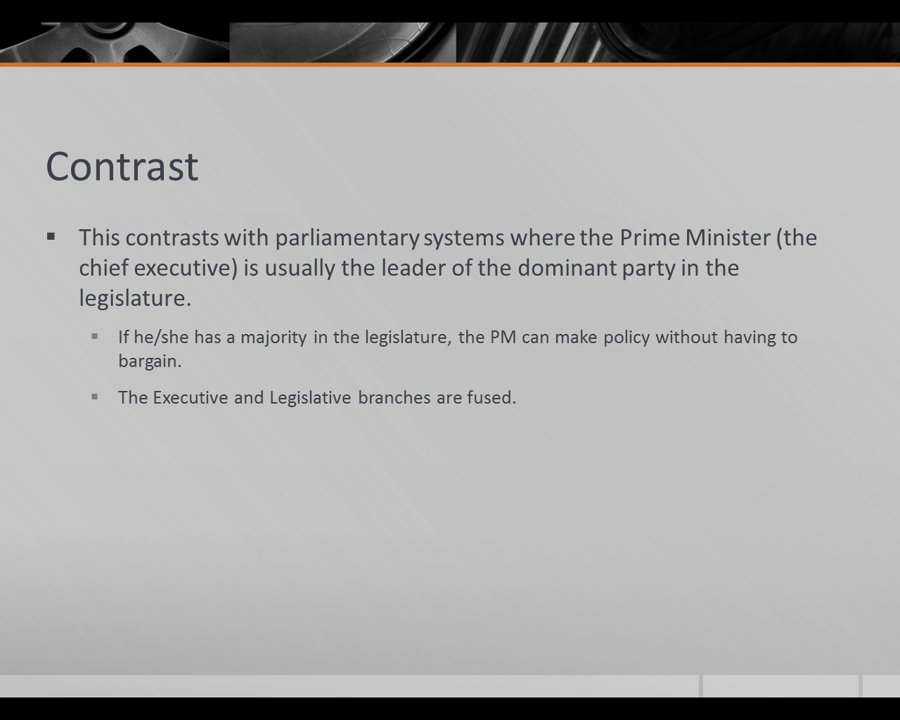 Contrast
▪ This contrasts with parliamentary systems where the Prime Minister (the
chief executive) is usually the leader of the dominant party in the
legislature.
▪ If he/she has a majority in the legislature, the PM can make policy without having to
bargain.
▪ The Executive and Legislative branches are fused.